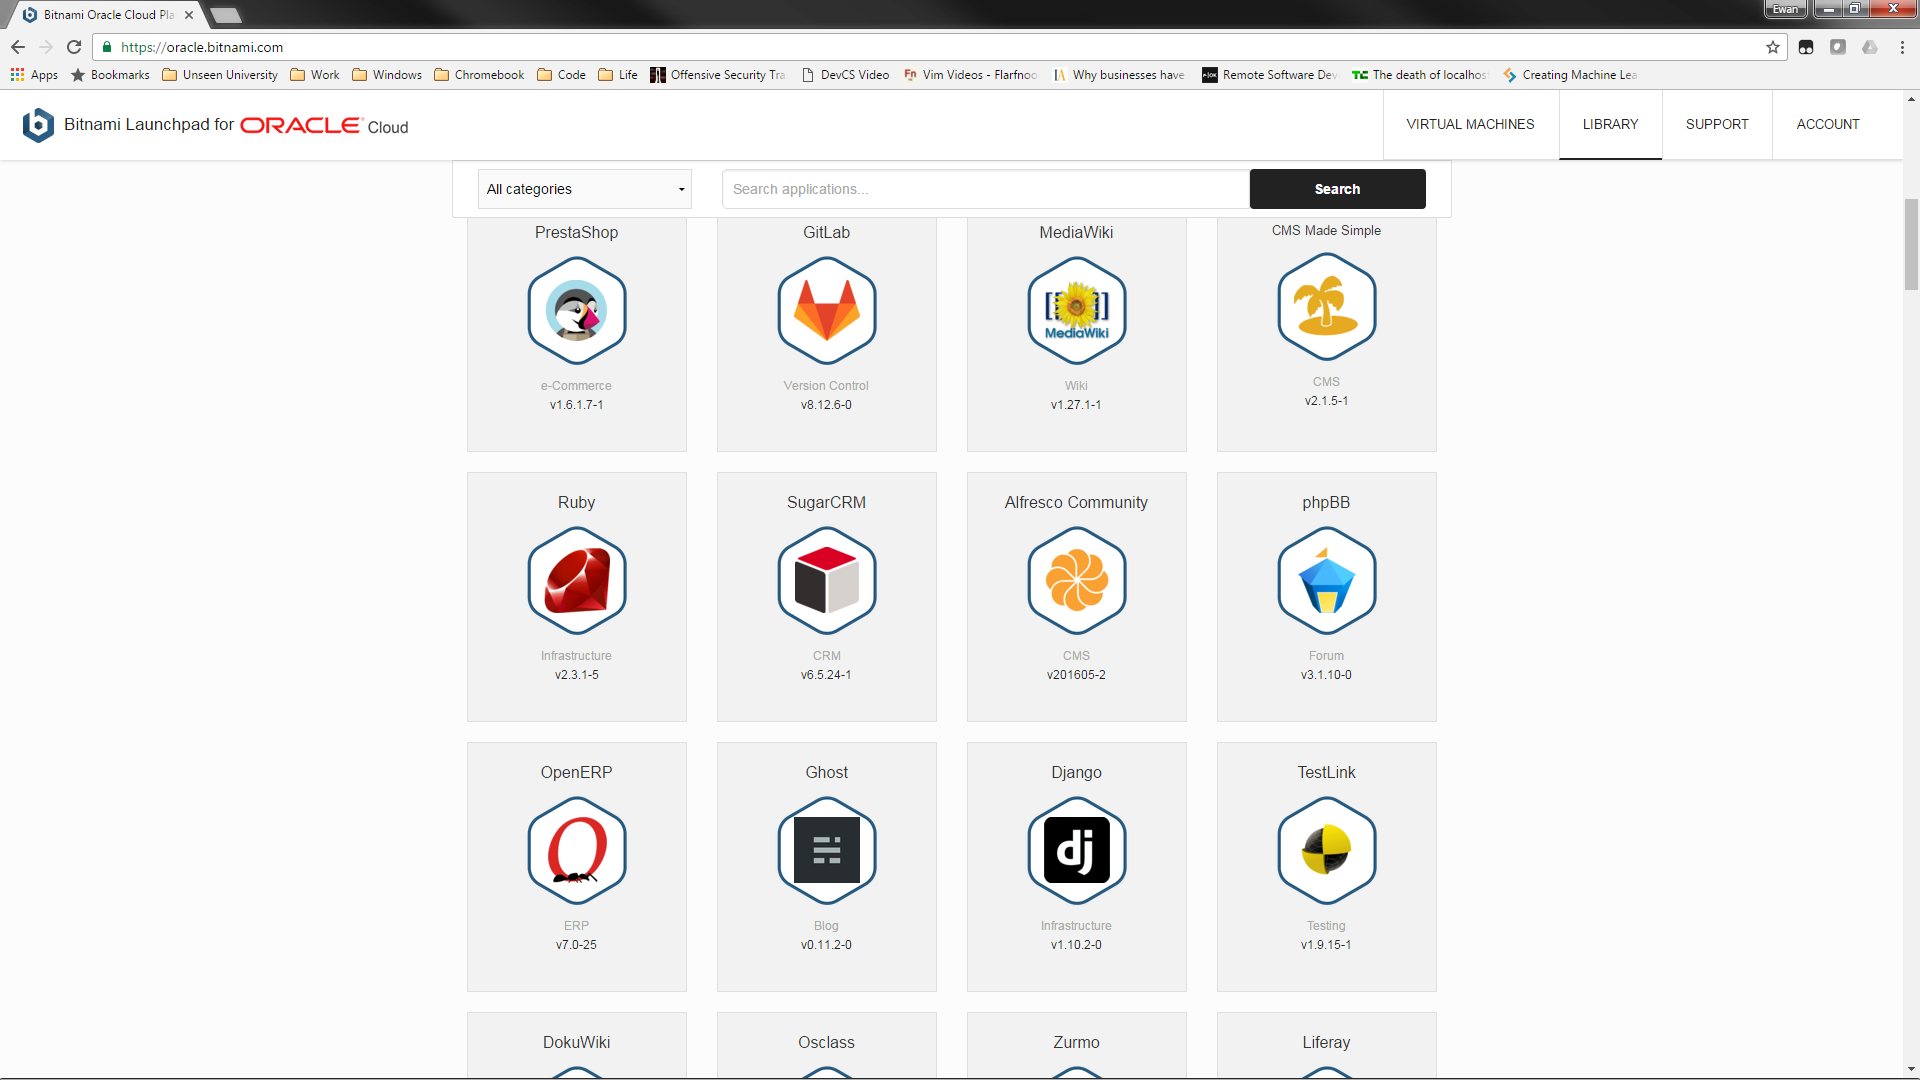 Bitnami Oracle Cloud Pla
Ewan
https://oracle.bitnami.com
Apps Bookmarks Unseen University Work Windows Chromebook Code Life Offensive Security Tra DevCS Video Fn Vim Videos - Flarfnoo IA Why businesses have Remote Software Dev TC The death of localhos Creating Machine Lea
Bitnami Launchpad for ORACLE Cloud
VIRTUAL MACHINES LIBRARY SUPPORT ACCOUNT
All categories Search applications... Search
PrestaShop GitLab MediaWiki CMS Made Simple
MediaWiki
e-Commerce Version Control Wiki CMS
v1.6.1.7-1 v8.12.6-0 v1.27.1-1 v2.1.5-1
Ruby SugarCRM Alfresco Community phpBB
Infrastructure CRM CMS Forum
v2.3.1-5 v6.5.24-1 v201605-2 v3.1.10-0
OpenERP Ghost Django TestLink
dj
ERP Blog Infrastructure Testing
v7.0-25 v0.11.2-0 v1.10.2-0 v1.9.15-1
DokuWiki Osclass Zurmo Liferay